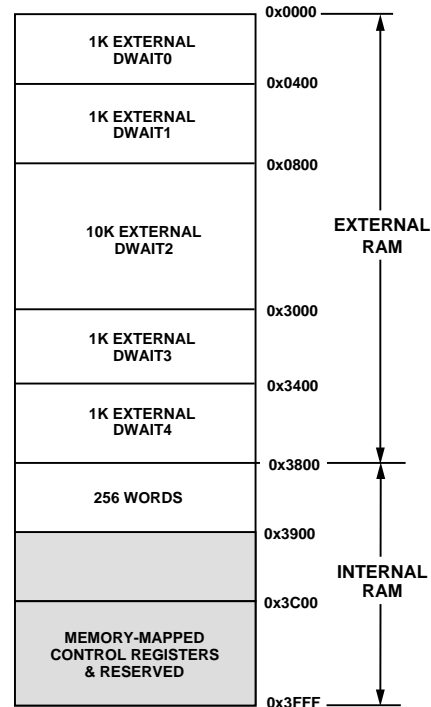 0x0000
1K EXTERNAL
DWAIT0
0x0400
1K EXTERNAL
DWAIT1
0x0800
10K EXTERNAL
DWAIT2
EXTERNAL
RAM
0x3000
1K EXTERNAL
DWAIT3
0x3400
1K EXTERNAL
DWAIT4
0x3800
256 WORDS
0x3900
INTERNAL
RAM
0x3C00
MEMORY-MAPPED
CONTROL REGISTERS
& RESERVED
0x3FFF